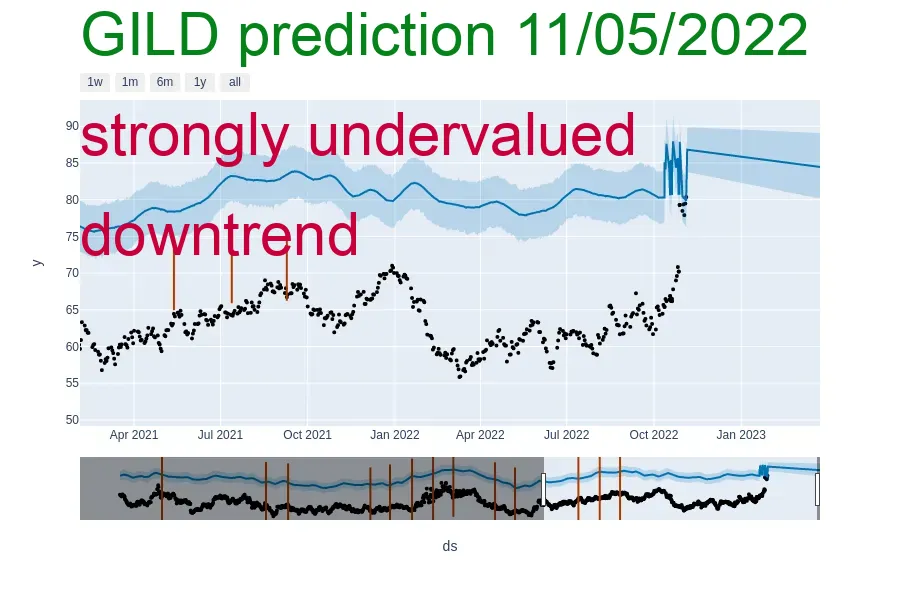 GILD prediction 11/05/2022
1w 1m 6m 1y all
strongly undervalued
downtrend
90
85
80
75
70
65
60
55
50
y
Apr 2021 Jul 2021 Oct 2021 Jan 2022 Apr 2022 Jul 2022 Oct 2022 Jan 2023
ds